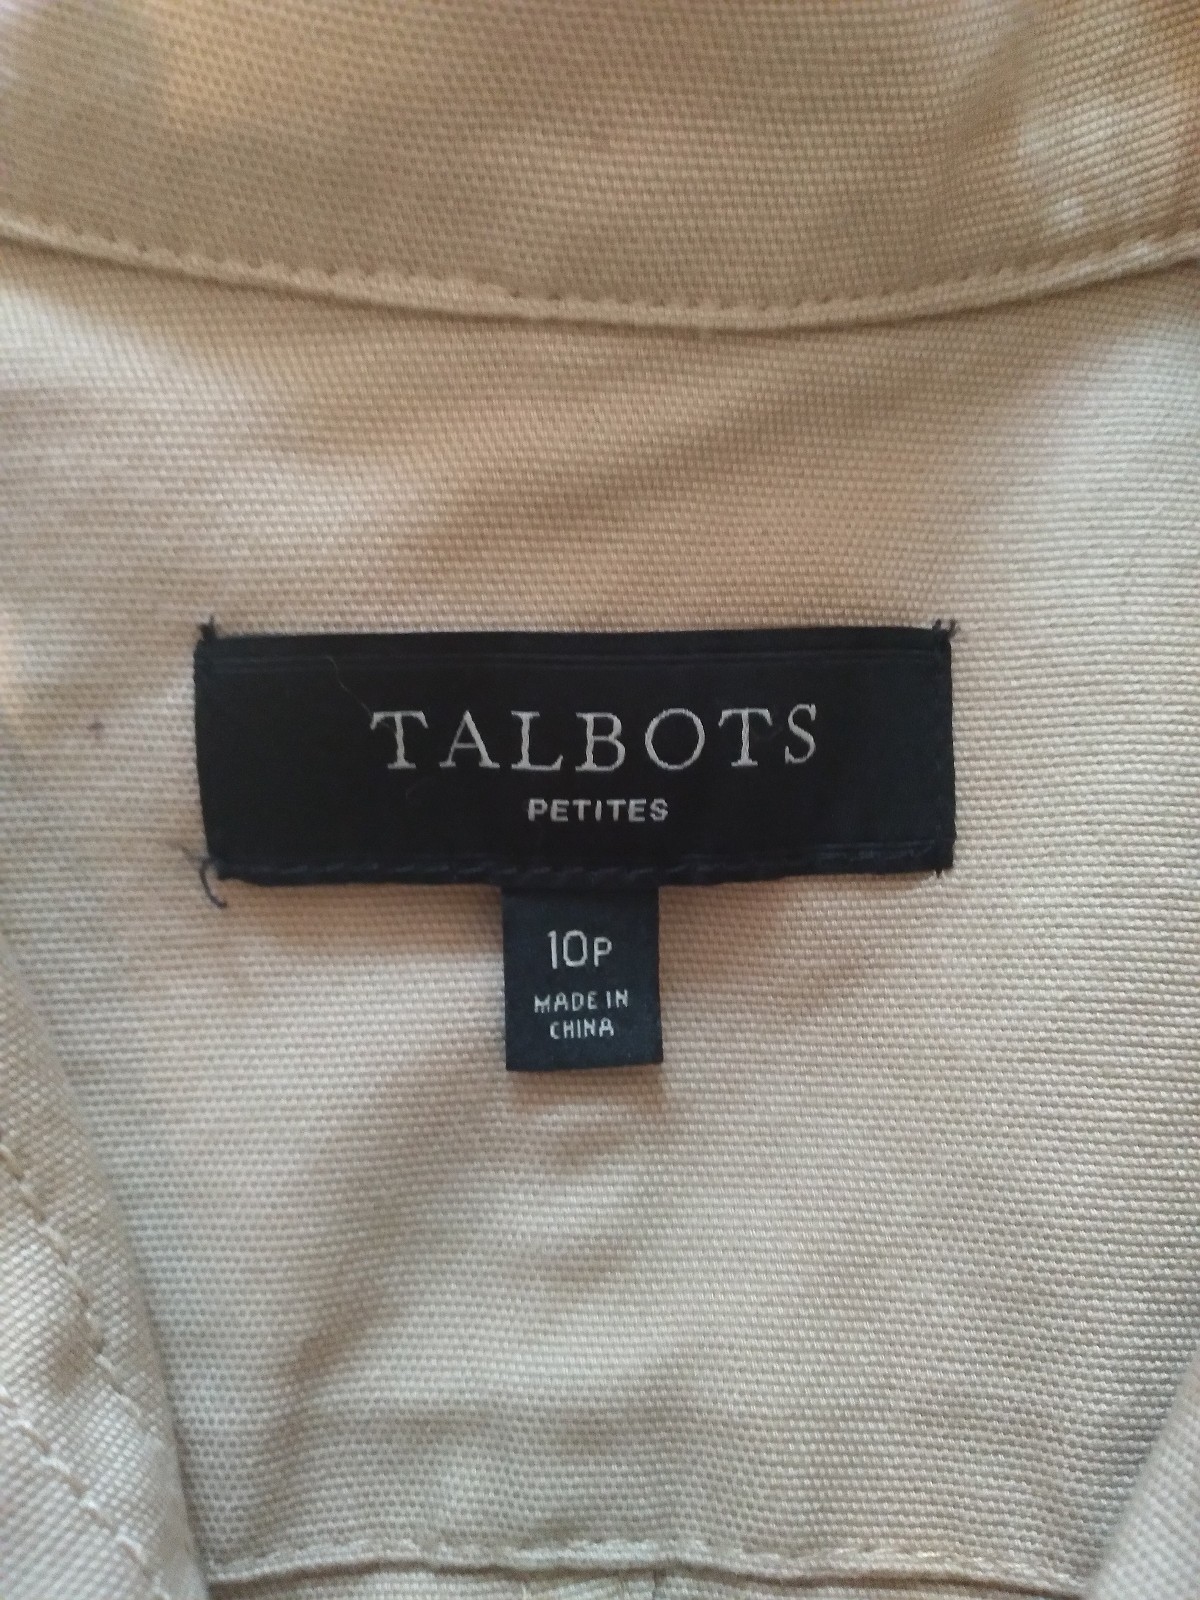 TALBOTS
PETITES
10P
MADE IN
CHINA